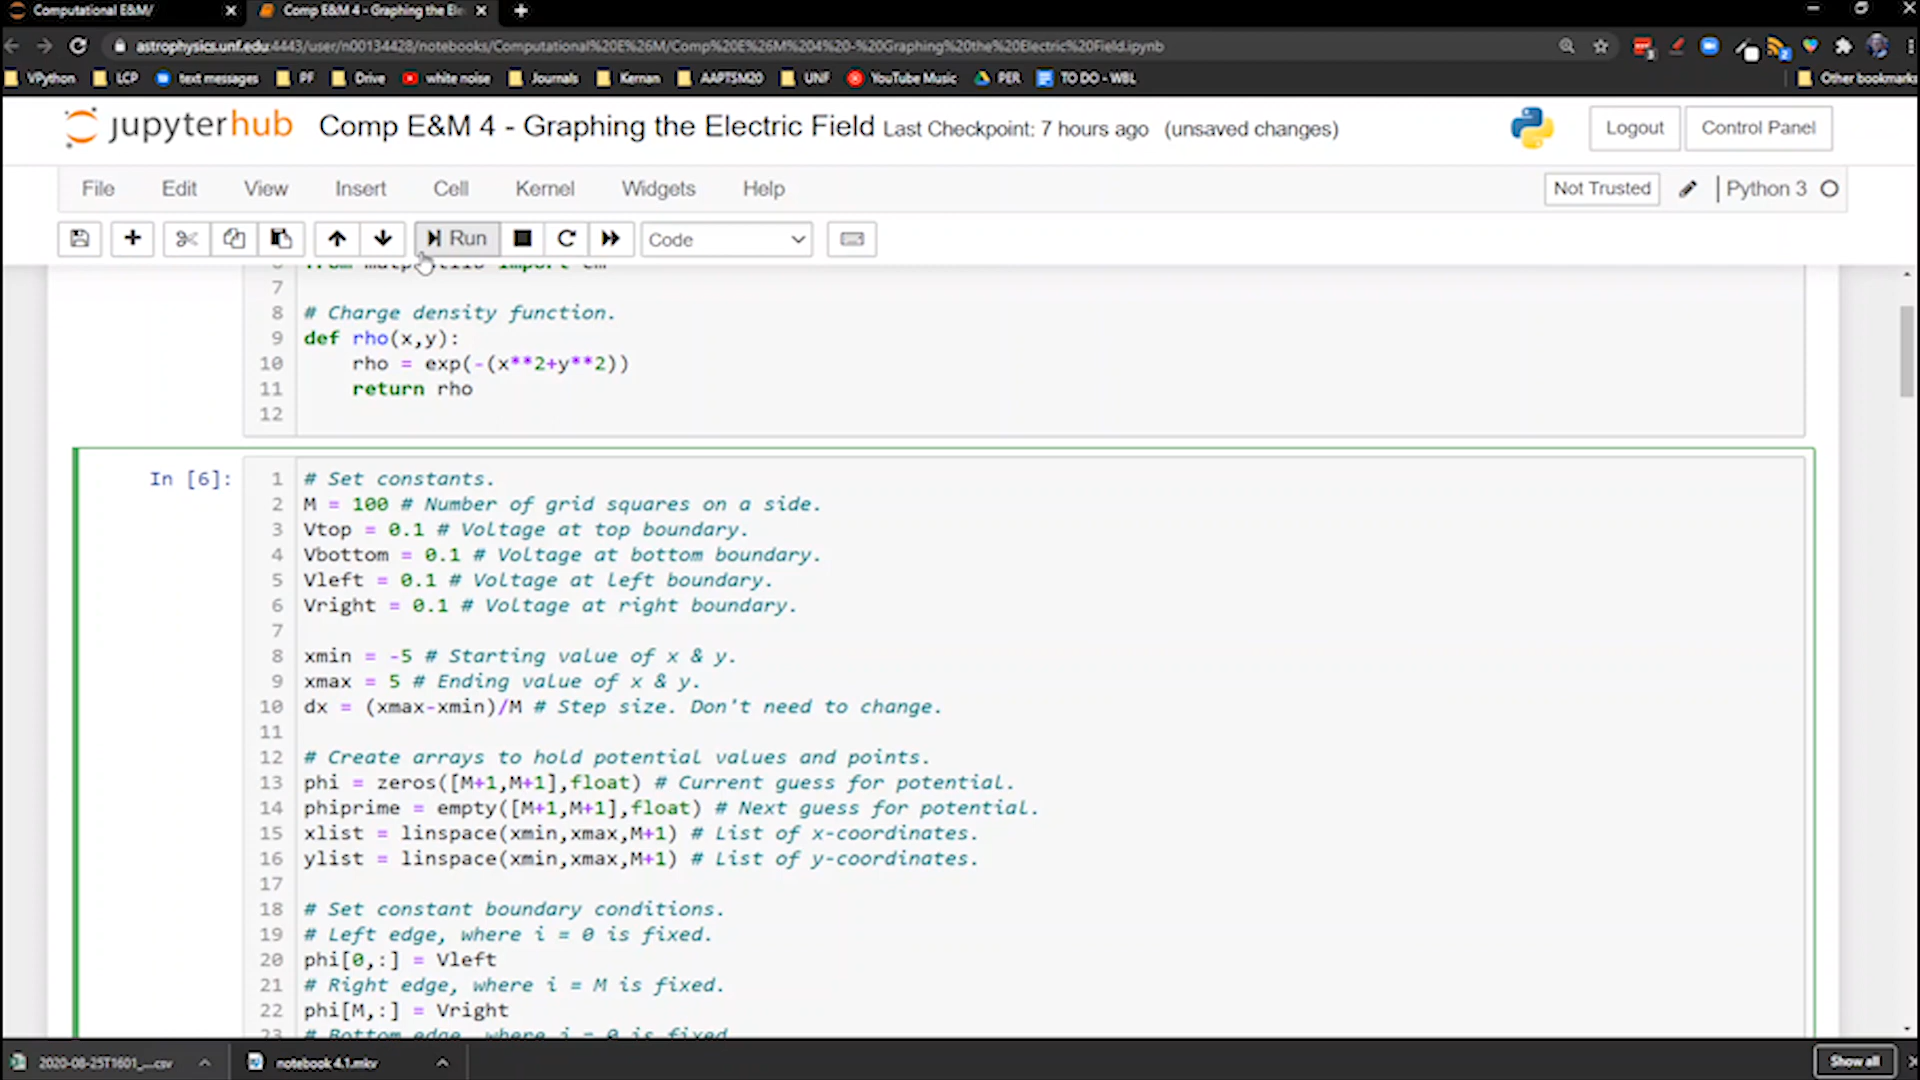 Computational E&M/
Comp E&M 4 - Graphing the Ele
astrophysics.unf.edu:4443/user/n00134428/notebooks/Computational%20E%26M/Comp%20E%26M%204%20-%20Graphing%20the%20Electric%20Field.ipynb
VPython LCP text messages PF Drive white noise Journals Kernan AAPTSM20 UNF YouTube Music PER TO DO - WBL Other bookmarks
jupyterhub Comp E&M 4 - Graphing the Electric Field Last Checkpoint: 7 hours ago (unsaved changes) Logout Control Panel
File Edit View Insert Cell Kernel Widgets Help Not Trusted Python 3
Run Code
7
8 # Charge density function.
9 def rho(x,y):
10 rho = exp(-(x**2+y**2))
11 return rho
12
In [6]:
1 # Set constants.
2 M = 100 # Number of grid squares on a side.
3 Vtop = 0.1 # Voltage at top boundary.
4 Vbottom = 0.1 # Voltage at bottom boundary.
5 Vleft = 0.1 # Voltage at left boundary.
6 Vright = 0.1 # Voltage at right boundary.
7
8 xmin = -5 # Starting value of x & y.
9 xmax = 5 # Ending value of x & y.
10 dx = (xmax-xmin)/M # Step size. Don't need to change.
11
12 # Create arrays to hold potential values and points.
13 phi = zeros([M+1,M+1],float) # Current guess for potential.
14 phiprime = empty([M+1,M+1],float) # Next guess for potential.
15 xlist = linspace(xmin,xmax,M+1) # List of x-coordinates.
16 ylist = linspace(xmin,xmax,M+1) # List of y-coordinates.
17
18 # Set constant boundary conditions.
19 # Left edge, where i = 0 is fixed.
20 phi[0,:] = Vleft
21 # Right edge, where i = M is fixed.
22 phi[M,:] = Vright
23 # Bottom edge, where j = 0 is fixed
2020-08-25T1601_....csv notebook 4.1.mkv Show all